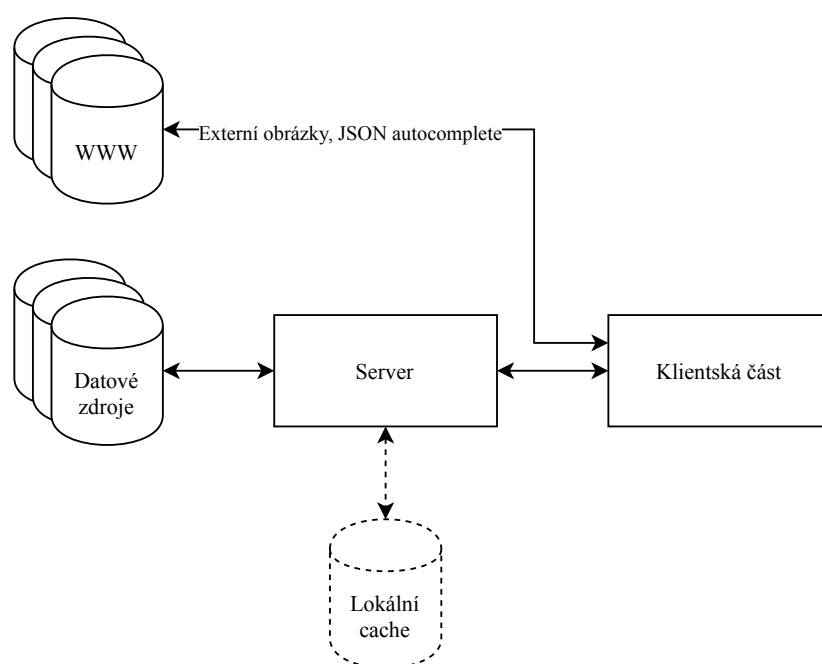 WWW
Externí obrázky, JSON autocomplete
Datové
zdroje
Server
Klientská část
Lokální
cache